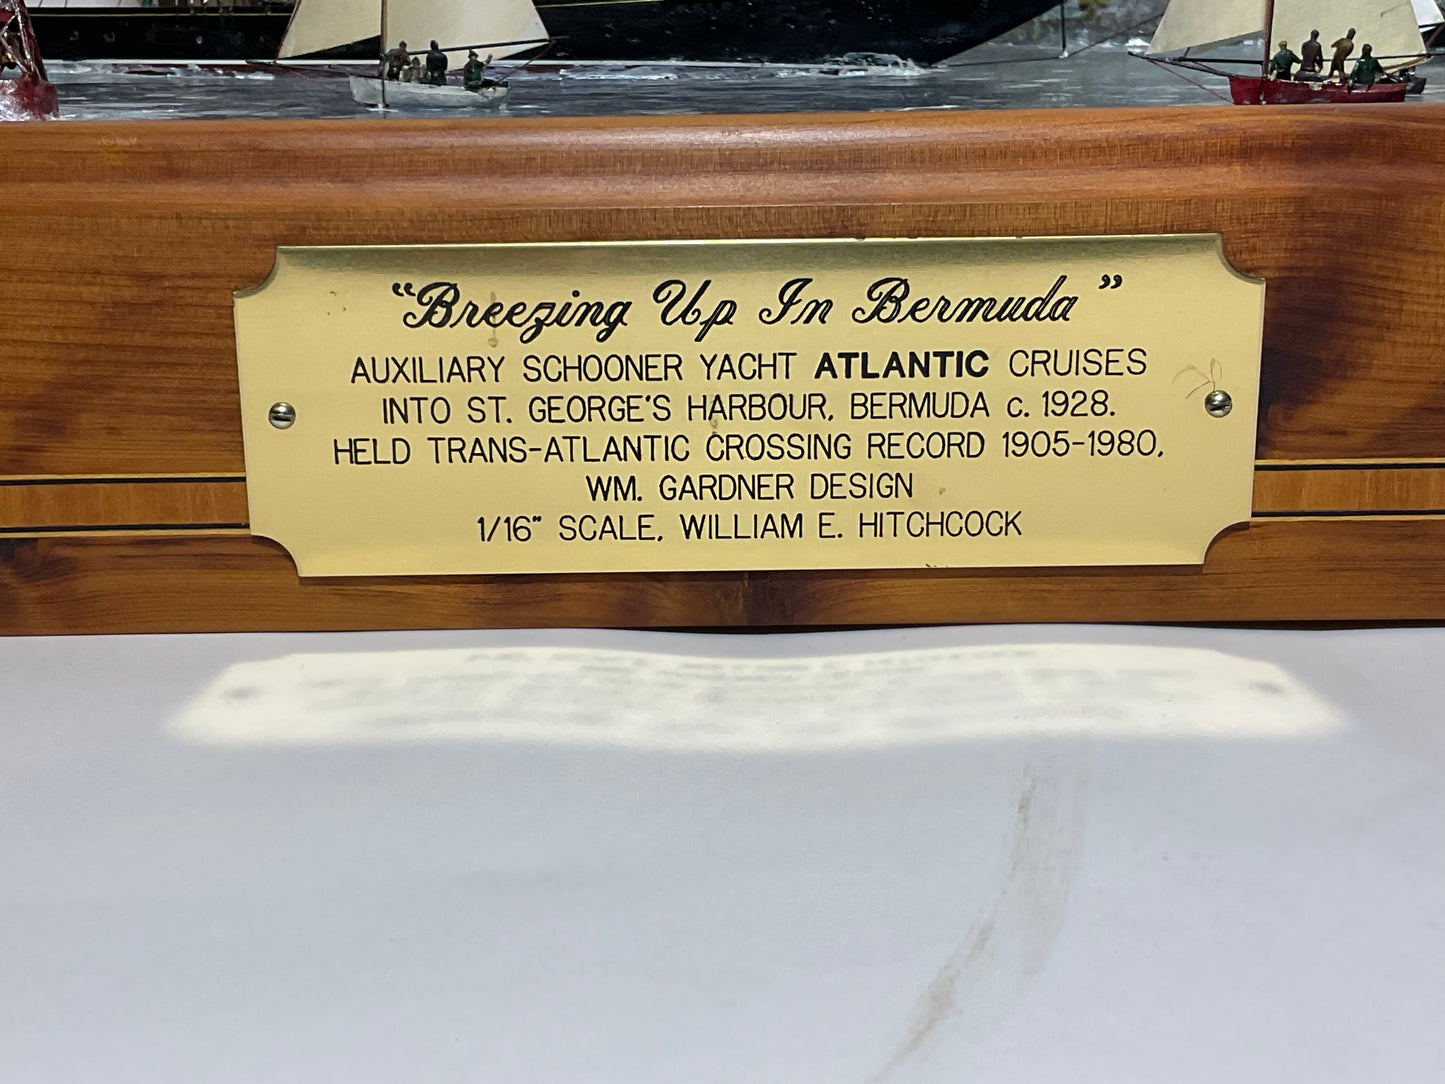 “Breezing Up In Bermuda”
AUXILIARY SCHOONER YACHT ATLANTIC CRUISES
INTO ST. GEORGE'S HARBOUR, BERMUDA c. 1928.
HELD TRANS-ATLANTIC CROSSING RECORD 1905-1980,
WM. GARDNER DESIGN
1/16" SCALE, WILLIAM E. HITCHCOCK